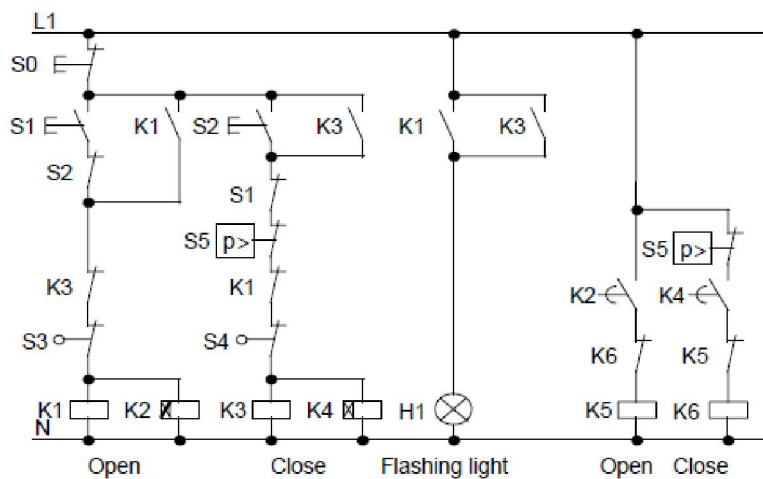 L1
S0
S1 K1 S2 K3 K1 K3
S2
S1
S5 p> S5 p>
K3 K1 K2 K4
S3 S4 K6 K5
K1 K2 K3 K4 H1 K5 K6
N
Open Close Flashing light Open Close